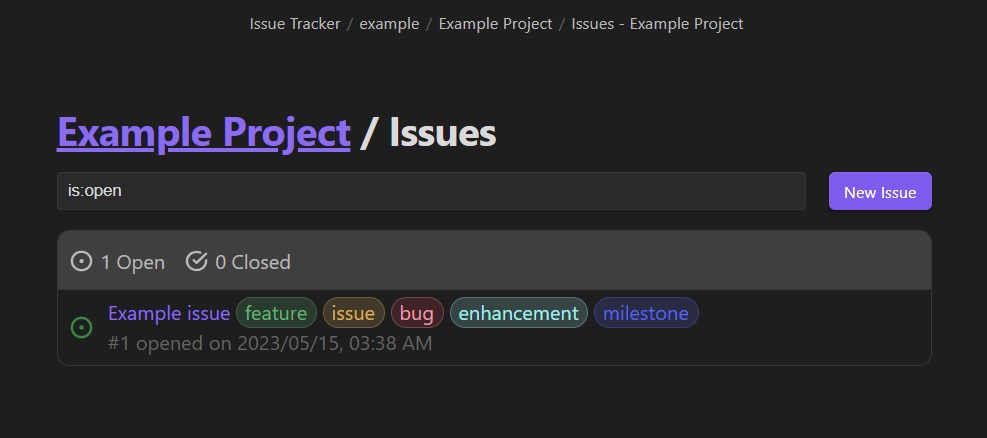 Issue Tracker / example / Example Project / Issues - Example Project
Example Project / Issues
is:open
New Issue
1 Open 0 Closed
Example issue feature issue bug enhancement milestone
#1 opened on 2023/05/15, 03:38 AM